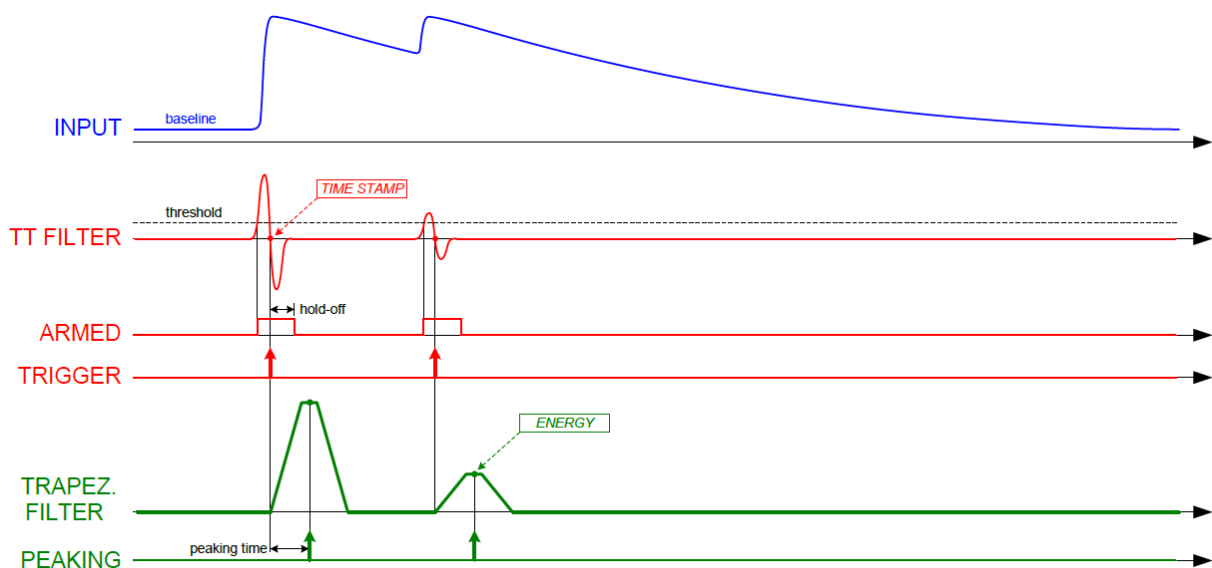 baseline
INPUT
TIME STAMP
threshold
TT FILTER
hold-off
ARMED
TRIGGER
ENERGY
TRAPEZ.
FILTER
peaking time
PEAKING